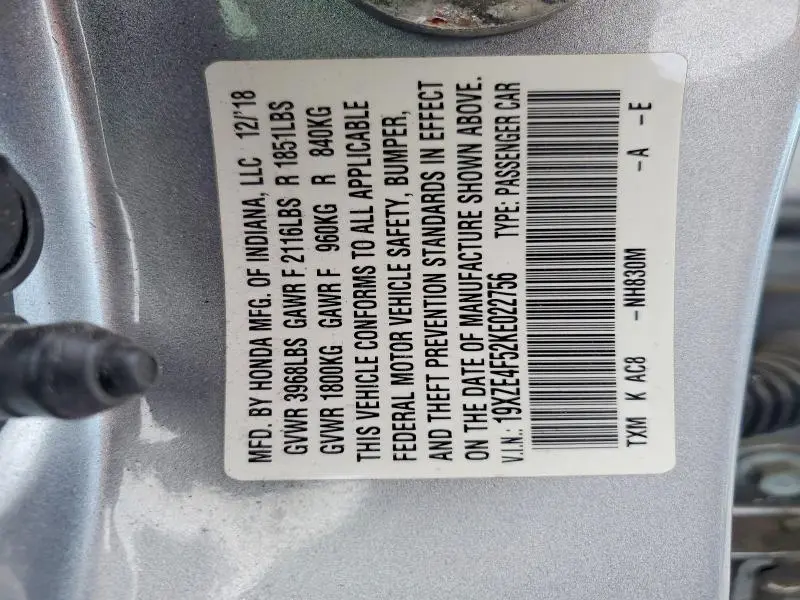 MFD. BY HONDA MFG. OF INDIANA, LLC 12/'18
GVWR 3968LBS GAWR F 2116LBS R 1851LBS
GVWR 1800KG GAWR F 960KG R 840KG
THIS VEHICLE CONFORMS TO ALL APPLICABLE
FEDERAL MOTOR VEHICLE SAFETY, BUMPER,
AND THEFT PREVENTION STANDARDS IN EFFECT
ON THE DATE OF MANUFACTURE SHOWN ABOVE.
V.I.N.: 19XZE4F52KE022756 TYPE: PASSENGER CAR
TXM K AC8 -NH830M -A -E